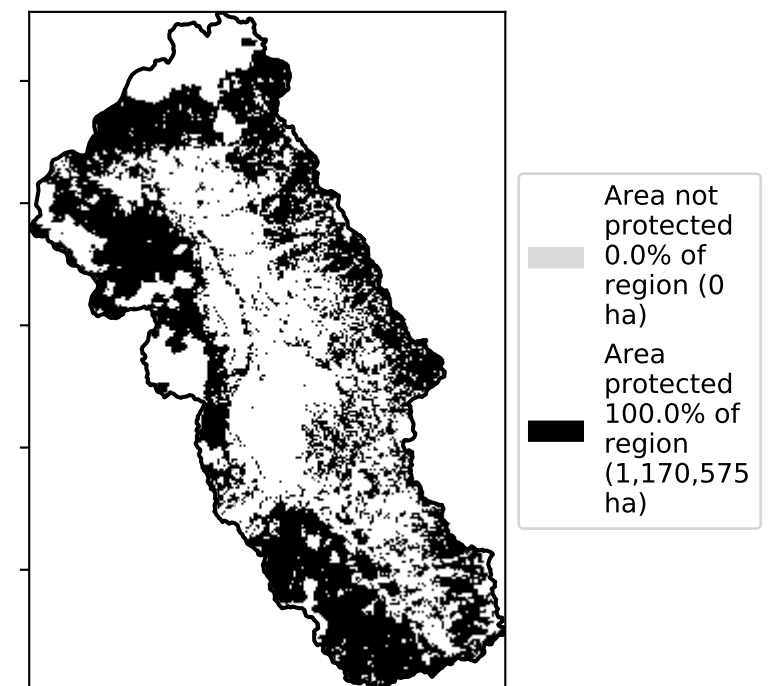 Area not
protected
0.0% of
region (0
ha)
Area
protected
100.0% of
region
(1,170,575
ha)